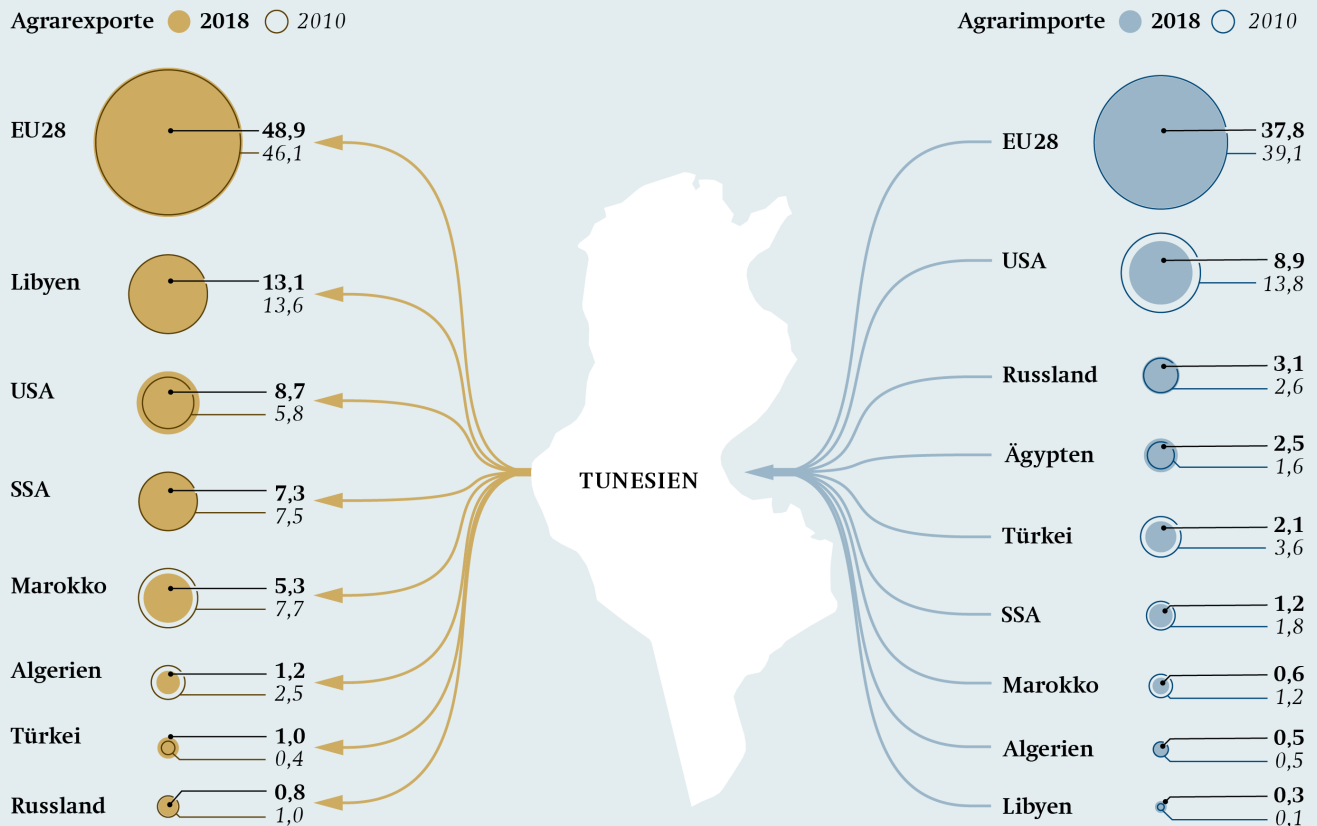 Agrarexporte 2018 2010
EU28
48,9
46,1
Libyen
13,1
13,6
USA
8,7
5,8
SSA
7,3
7,5
Marokko
5,3
7,7
Algerien
1,2
2,5
Türkei
1,0
0,4
Russland
0,8
1,0
TUNESIEN
Agrarimporte 2018 2010
EU28
37,8
39,1
USA
8,9
13,8
Russland
3,1
2,6
Ägypten
2,5
1,6
Türkei
2,1
3,6
SSA
1,2
1,8
Marokko
0,6
1,2
Algerien
0,5
0,5
Libyen
0,3
0,1